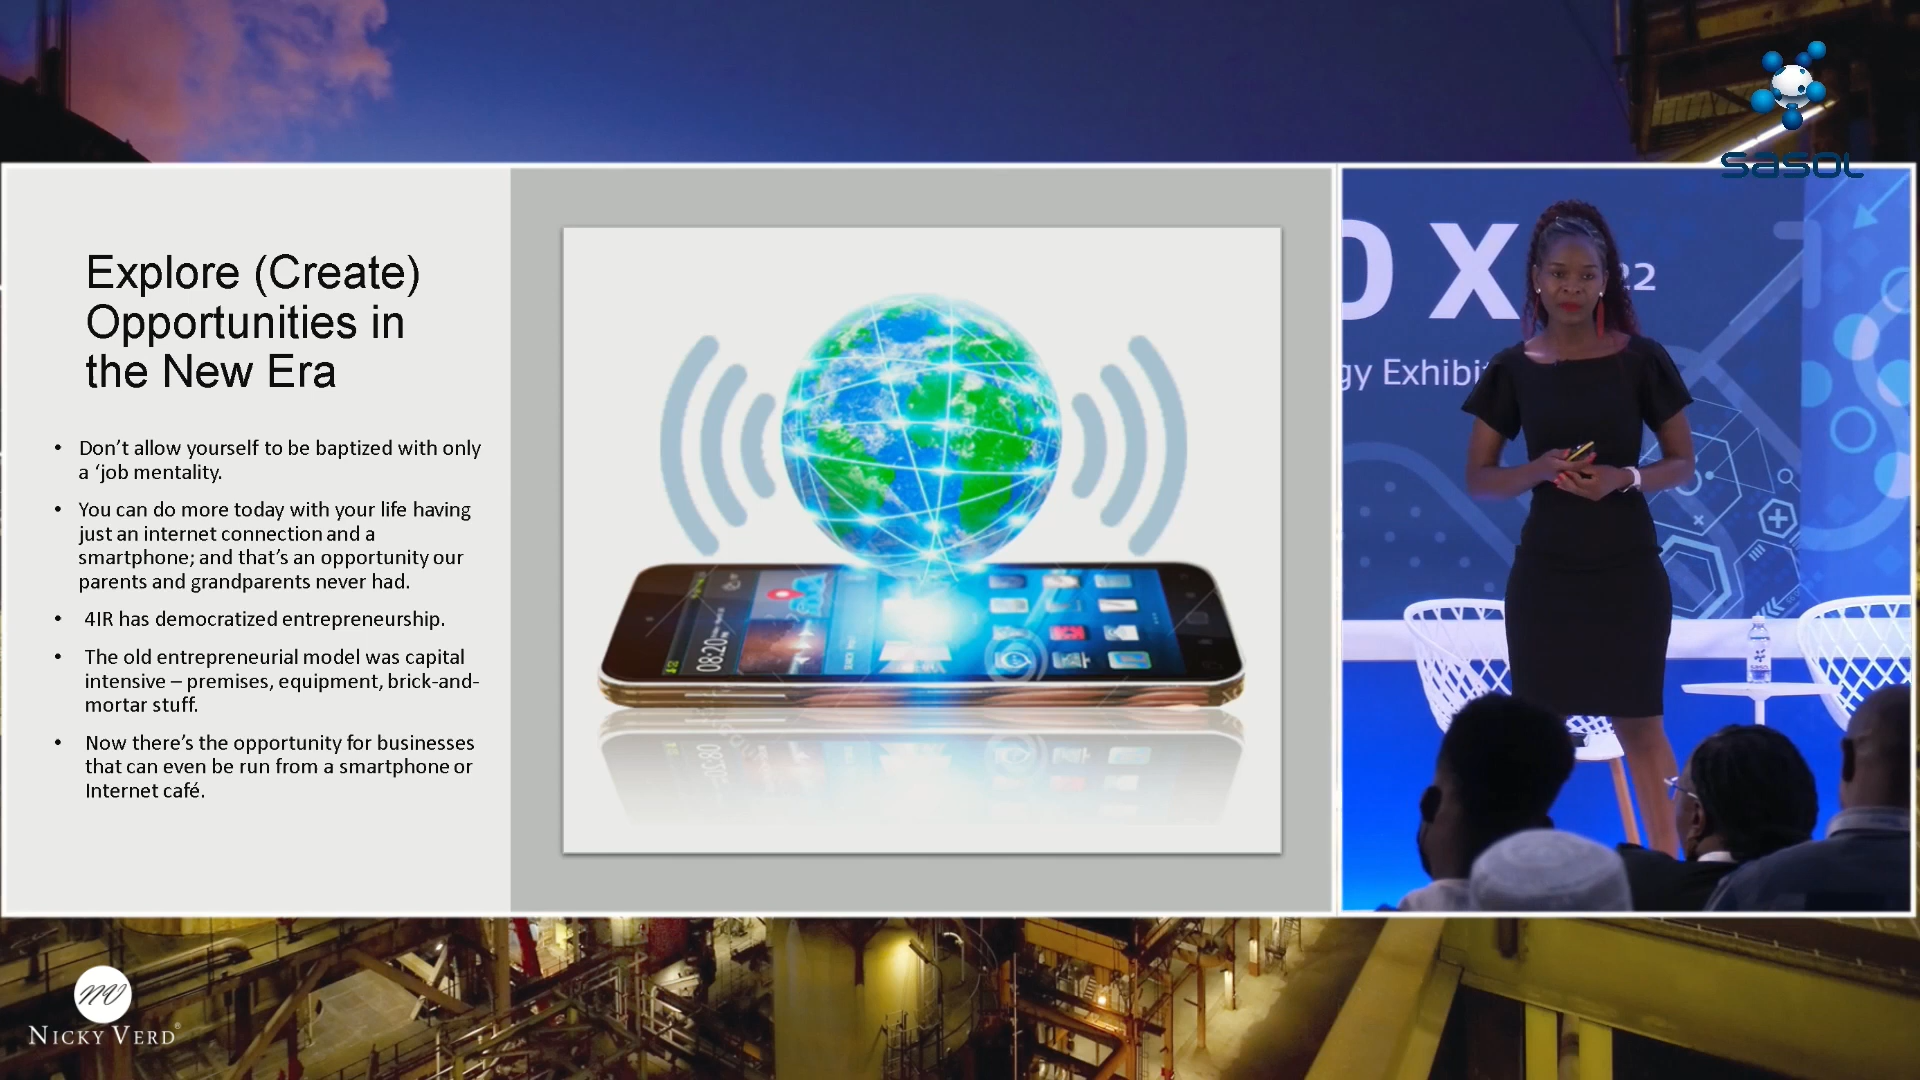 sasol
Explore (Create)
Opportunities in
the New Era
• Don’t allow yourself to be baptized with only
a ‘job mentality.
• You can do more today with your life having
just an internet connection and a
smartphone; and that’s an opportunity our
parents and grandparents never had.
• 4IR has democratized entrepreneurship.
• The old entrepreneurial model was capital
intensive – premises, equipment, brick-and-
mortar stuff.
• Now there’s the opportunity for businesses
that can even be run from a smartphone or
Internet café.
08:20
O X
22
gy Exhibi
NV
NICKY VERD®